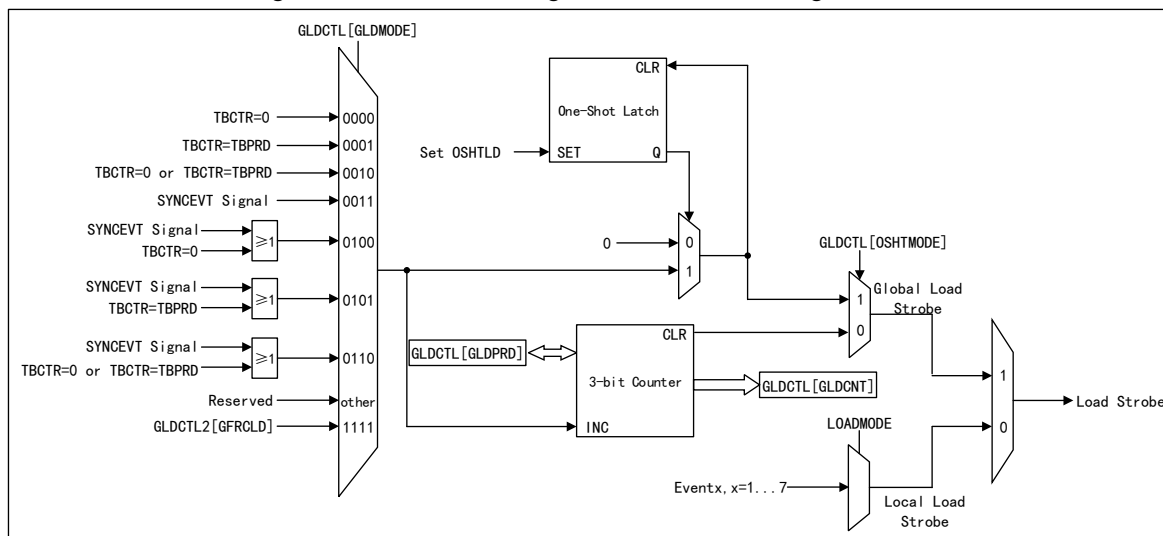 GLDCTL[GLDMODE]
CLR
One-Shot Latch
Set OSHTLD
SET
Q
TBCTR=0
0000
TBCTR=TBPRD
0001
TBCTR=0 or TBCTR=TBPRD
0010
SYNCEVT Signal
0011
SYNCEVT Signal
TBCTR=0
≥1
0100
SYNCEVT Signal
TBCTR=TBPRD
≥1
0101
SYNCEVT Signal
TBCTR=0 or TBCTR=TBPRD
≥1
0110
Reserved
other
GLDCTL2[GFRCLD]
1111
0
0
1
GLDCTL[OSHTMODE]
1
0
Global Load
Strobe
GLDCTL[GLDPRD]
CLR
3-bit Counter
INC
GLDCTL[GLDCNT]
LOADMODE
Eventx,x=1...7
Local Load
Strobe
1
0
Load Strobe